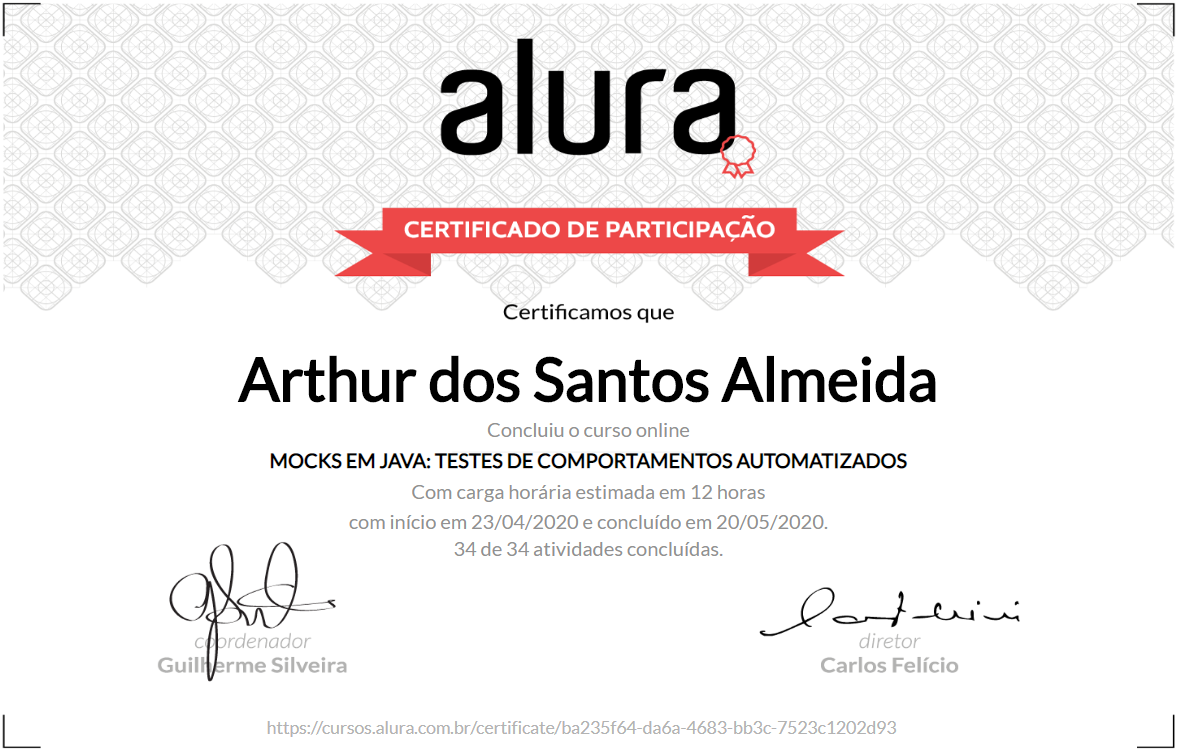 alura
CERTIFICADO DE PARTICIPAÇÃO
Certificamos que
Arthur dos Santos Almeida
Concluiu o curso online
MOCKS EM JAVA: TESTES DE COMPORTAMENTOS AUTOMATIZADOS
Com carga horária estimada em 12 horas
com início em 23/04/2020 e concluído em 20/05/2020.
34 de 34 atividades concluídas.
coordenador
Guilherme Silveira
diretor
Carlos Felício
https://cursos.alura.com.br/certificate/ba235f64-da6a-4683-bb3c-7523c1202d93